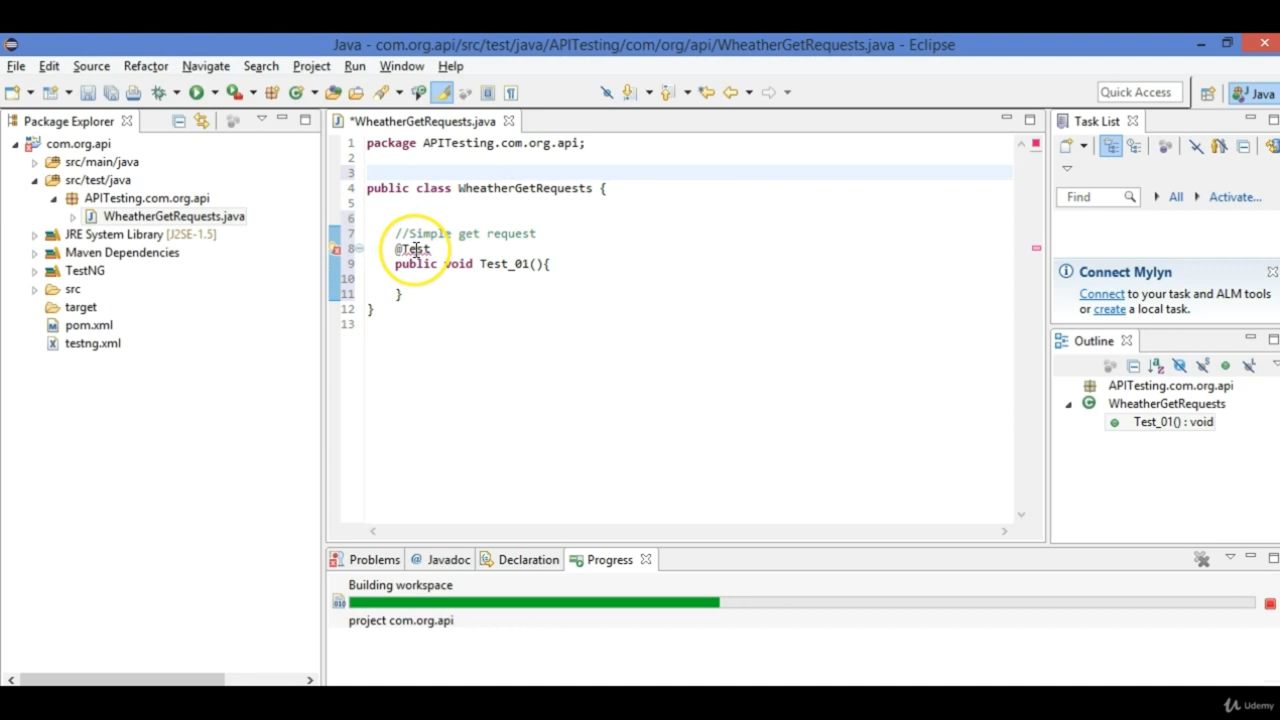 Java - com.org.api/src/test/java/APITesting/com/org/api/WheatherGetRequests.java - Eclipse
File Edit Source Refactor Navigate Search Project Run Window Help
Quick Access
Java
Package Explorer
com.org.api
src/main/java
src/test/java
APITesting.com.org.api
WheatherGetRequests.java
JRE System Library [J2SE-1.5]
Maven Dependencies
TestNG
src
target
pom.xml
testng.xml
*WheatherGetRequests.java
1 package APITesting.com.org.api;
2
3
4 public class WheatherGetRequests {
5
6
7 //Simple get request
8 @Test
9 public void Test_01(){
10
11 }
12 }
13
Task List
Find All Activate...
Connect Mylyn
Connect to your task and ALM tools
or create a local task.
Outline
APITesting.com.org.api
WheatherGetRequests
Test_01() : void
Problems @ Javadoc Declaration Progress
Building workspace
project com.org.api
Udemy